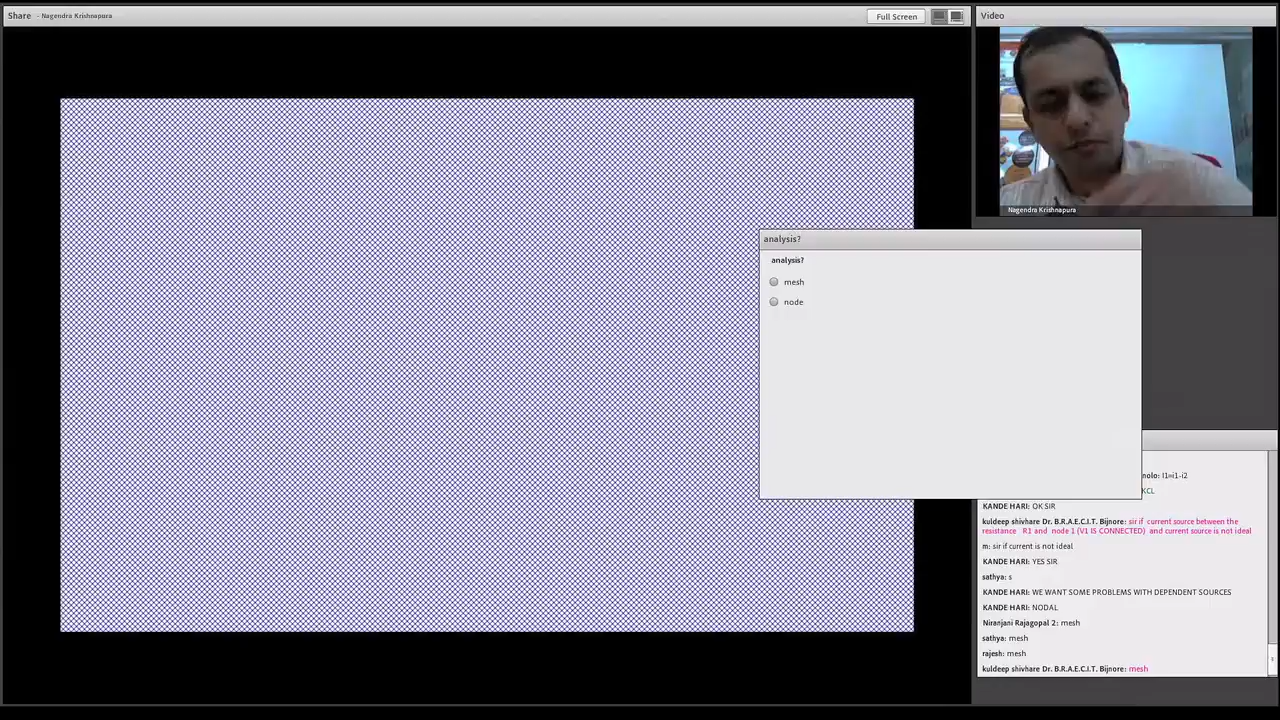 Share - Nagendra Krishnapura
Full Screen
Video
Nagendra Krishnapura
analysis?
analysis?
mesh
node
nolo: I1=i1-i2
KCL
KANDE HARI: OK SIR
kuldeep shivhare Dr. B.R.A.E.C.I.T. Bijnore: sir if current source between the
resistance R1 and node 1 (V1 IS CONNECTED) and current source is not ideal
m: sir if current is not ideal
KANDE HARI: YES SIR
sathya: s
KANDE HARI: WE WANT SOME PROBLEMS WITH DEPENDENT SOURCES
KANDE HARI: NODAL
Niranjani Rajagopal 2: mesh
sathya: mesh
rajesh: mesh
kuldeep shivhare Dr. B.R.A.E.C.I.T. Bijnore: mesh